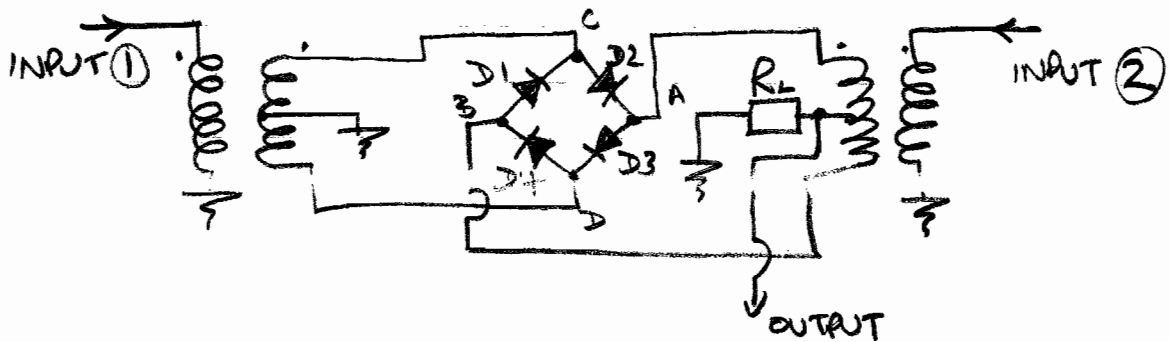 INPUT ①
C
D1
D2
B
A
D4
D3
D
RL
INPUT ②
OUTPUT